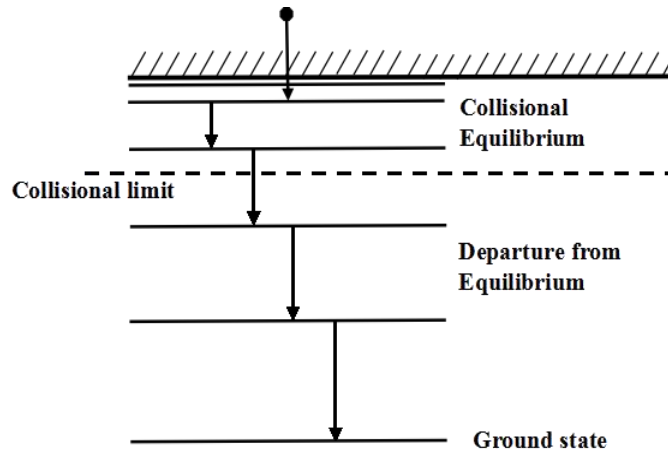 Collisional
Equilibrium
Collisional limit
Departure from
Equilibrium
Ground state